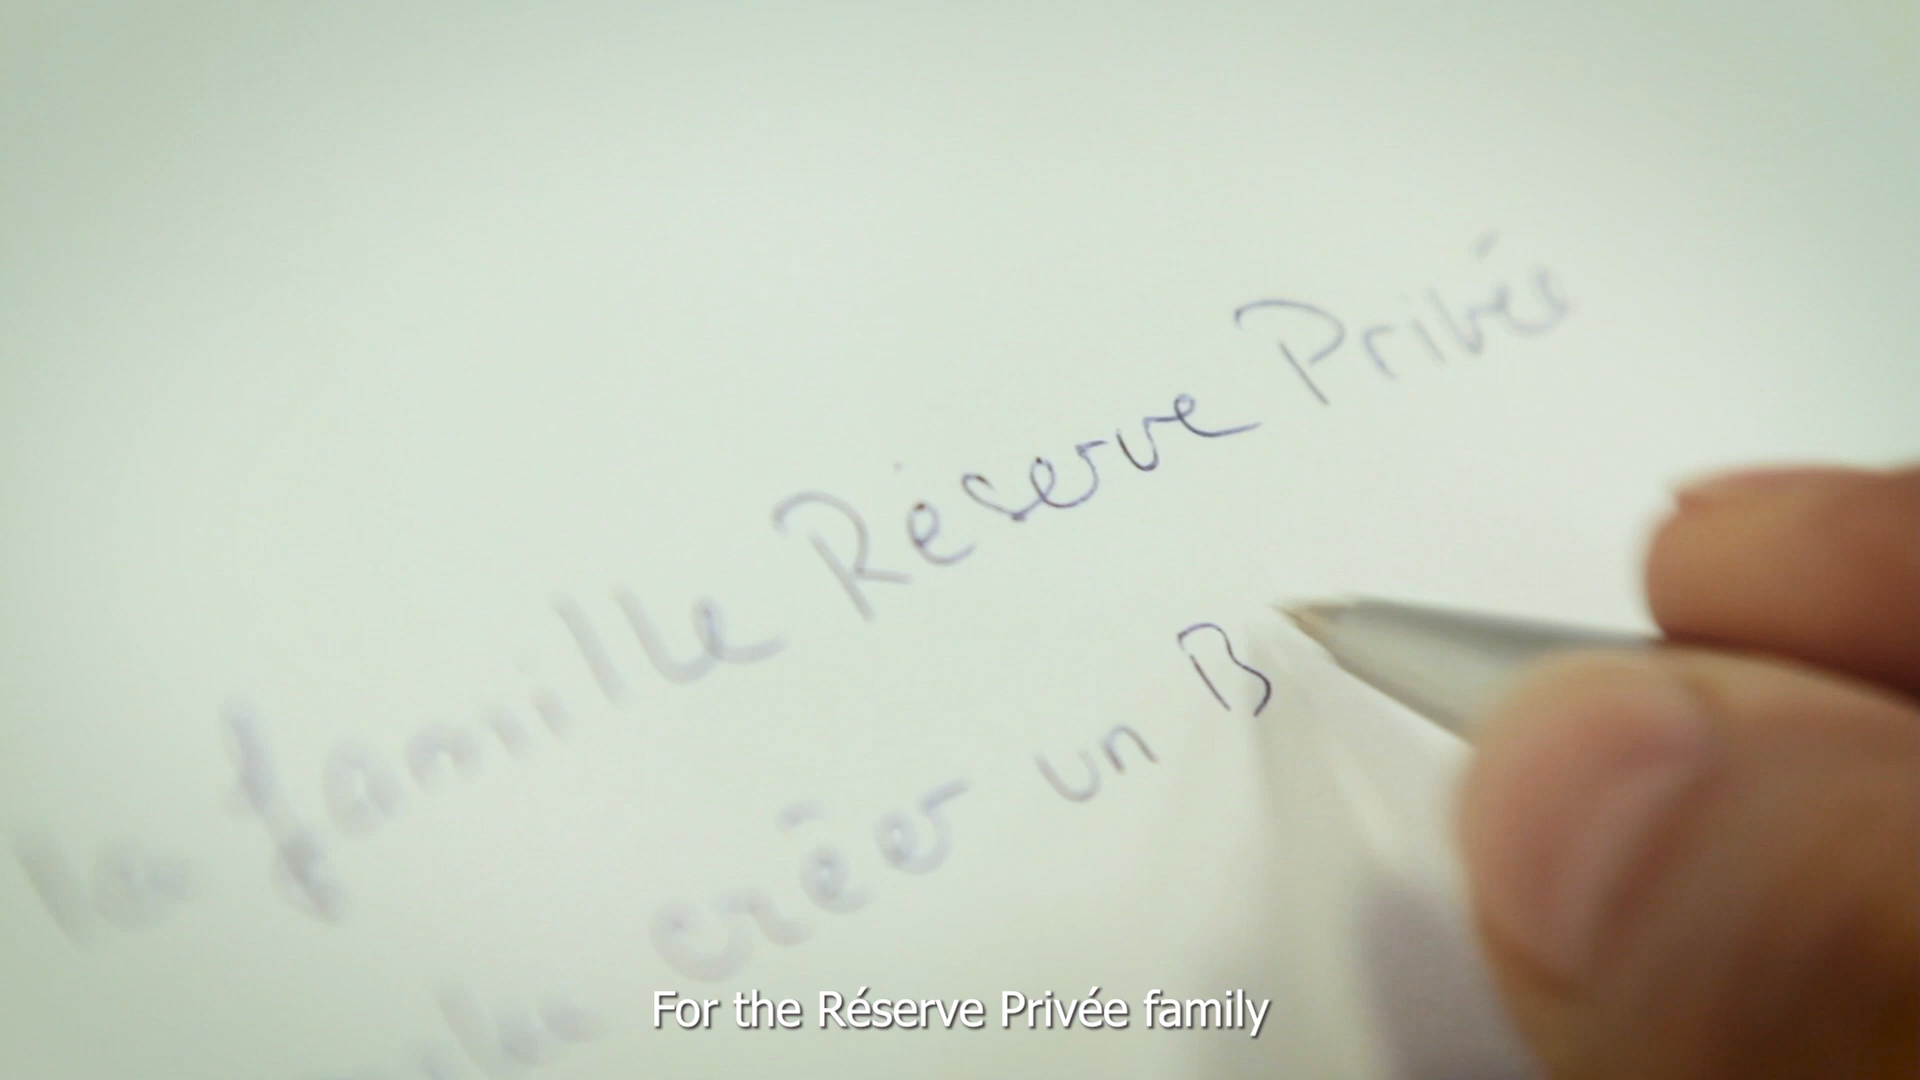 la famille Réserve Privée
créer un B
For the Réserve Privée family